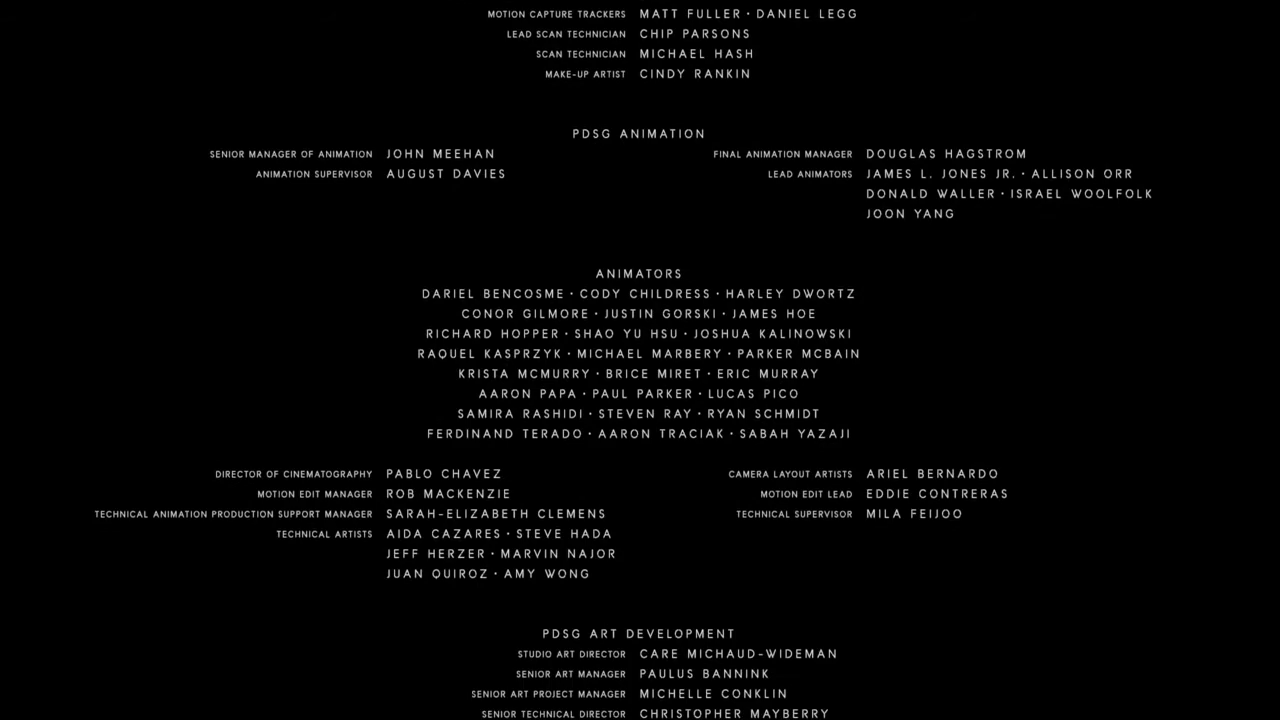 MOTION CAPTURE TRACKERS MATT FULLER · DANIEL LEGG
LEAD SCAN TECHNICIAN CHIP PARSONS
SCAN TECHNICIAN MICHAEL HASH
MAKE-UP ARTIST CINDY RANKIN
PDSG ANIMATION
SENIOR MANAGER OF ANIMATION JOHN MEEHAN
ANIMATION SUPERVISOR AUGUST DAVIES
FINAL ANIMATION MANAGER DOUGLAS HAGSTROM
LEAD ANIMATORS JAMES L. JONES JR. · ALLISON ORR
DONALD WALLER · ISRAEL WOOLFOLK
JOON YANG
ANIMATORS
DARIEL BENCOSME · CODY CHILDRESS · HARLEY DWORTZ
CONOR GILMORE · JUSTIN GORSKI · JAMES HOE
RICHARD HOPPER · SHAO YU HSU · JOSHUA KALINOWSKI
RAQUEL KASPRZYK · MICHAEL MARBERY · PARKER MCBAIN
KRISTA MCMURRY · BRICE MIRET · ERIC MURRAY
AARON PAPA · PAUL PARKER · LUCAS PICO
SAMIRA RASHIDI · STEVEN RAY · RYAN SCHMIDT
FERDINAND TERADO · AARON TRACIAK · SABAH YAZAJI
DIRECTOR OF CINEMATOGRAPHY PABLO CHAVEZ
MOTION EDIT MANAGER ROB MACKENZIE
TECHNICAL ANIMATION PRODUCTION SUPPORT MANAGER SARAH-ELIZABETH CLEMENS
TECHNICAL ARTISTS AIDA CAZARES · STEVE HADA
JEFF HERZER · MARVIN NAJOR
JUAN QUIROZ · AMY WONG
CAMERA LAYOUT ARTISTS ARIEL BERNARDO
MOTION EDIT LEAD EDDIE CONTRERAS
TECHNICAL SUPERVISOR MILA FEIJOO
PDSG ART DEVELOPMENT
STUDIO ART DIRECTOR CARE MICHAUD-WIDEMAN
SENIOR ART MANAGER PAULUS BANNINK
SENIOR ART PROJECT MANAGER MICHELLE CONKLIN
SENIOR TECHNICAL DIRECTOR CHRISTOPHER MAYBERRY